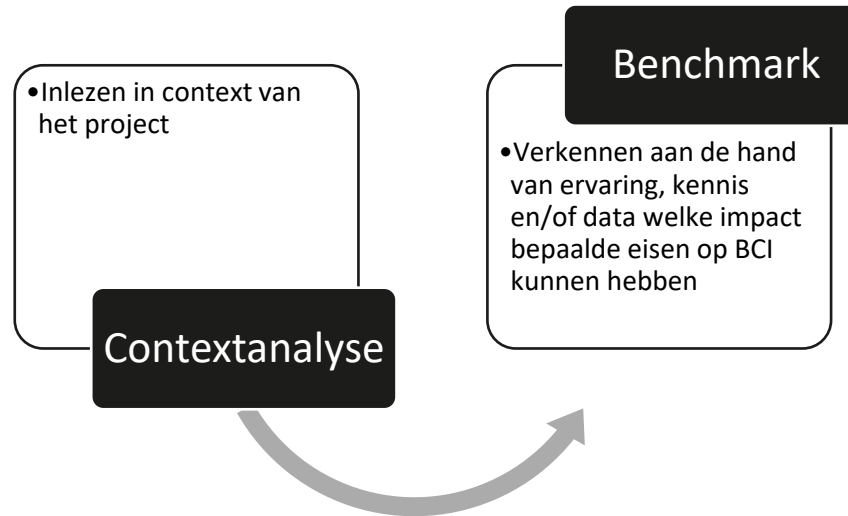 •Inlezen in context van
het project
Contextanalyse
Benchmark
•Verkennen aan de hand
van ervaring, kennis
en/of data welke impact
bepaalde eisen op BCI
kunnen hebben